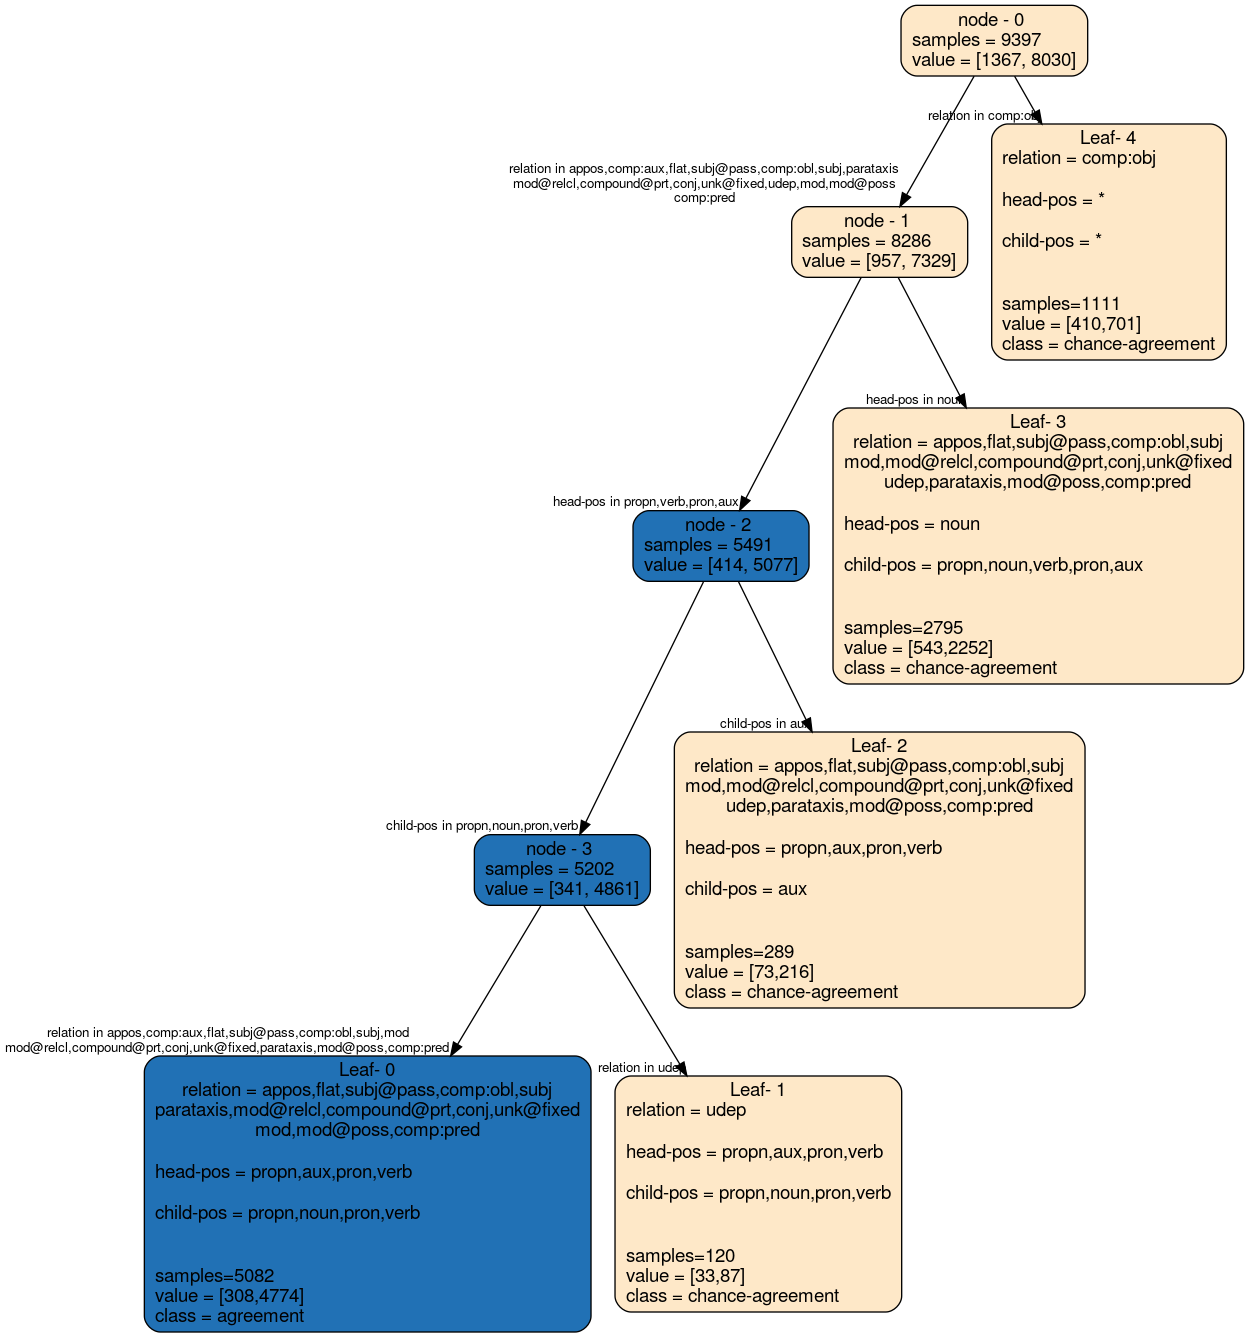 node - 0
samples = 9397
value = [1367, 8030]
relation in comp:obj
Leaf- 4
relation = comp:obj
head-pos = *
child-pos = *
samples=1111
value = [410,701]
class = chance-agreement
relation in appos,comp:aux,flat,subj@pass,comp:obl,subj,parataxis
mod@relcl,compound@prt,conj,unk@fixed,udep,mod,mod@poss
comp:pred
node - 1
samples = 8286
value = [957, 7329]
head-pos in noun
Leaf- 3
relation = appos,flat,subj@pass,comp:obl,subj
mod,mod@relcl,compound@prt,conj,unk@fixed
udep,parataxis,mod@poss,comp:pred
head-pos = noun
child-pos = propn,noun,verb,pron,aux
samples=2795
value = [543,2252]
class = chance-agreement
head-pos in propn,verb,pron,aux
node - 2
samples = 5491
value = [414, 5077]
child-pos in aux
Leaf- 2
relation = appos,flat,subj@pass,comp:obl,subj
mod,mod@relcl,compound@prt,conj,unk@fixed
udep,parataxis,mod@poss,comp:pred
head-pos = propn,aux,pron,verb
child-pos = aux
samples=289
value = [73,216]
class = chance-agreement
child-pos in propn,noun,pron,verb
node - 3
samples = 5202
value = [341, 4861]
relation in appos,comp:aux,flat,subj@pass,comp:obl,subj,mod
mod@relcl,compound@prt,conj,unk@fixed,parataxis,mod@poss,comp:pred
Leaf- 0
relation = appos,flat,subj@pass,comp:obl,subj
parataxis,mod@relcl,compound@prt,conj,unk@fixed
mod,mod@poss,comp:pred
head-pos = propn,aux,pron,verb
child-pos = propn,noun,pron,verb
samples=5082
value = [308,4774]
class = agreement
relation in udep
Leaf- 1
relation = udep
head-pos = propn,aux,pron,verb
child-pos = propn,noun,pron,verb
samples=120
value = [33,87]
class = chance-agreement